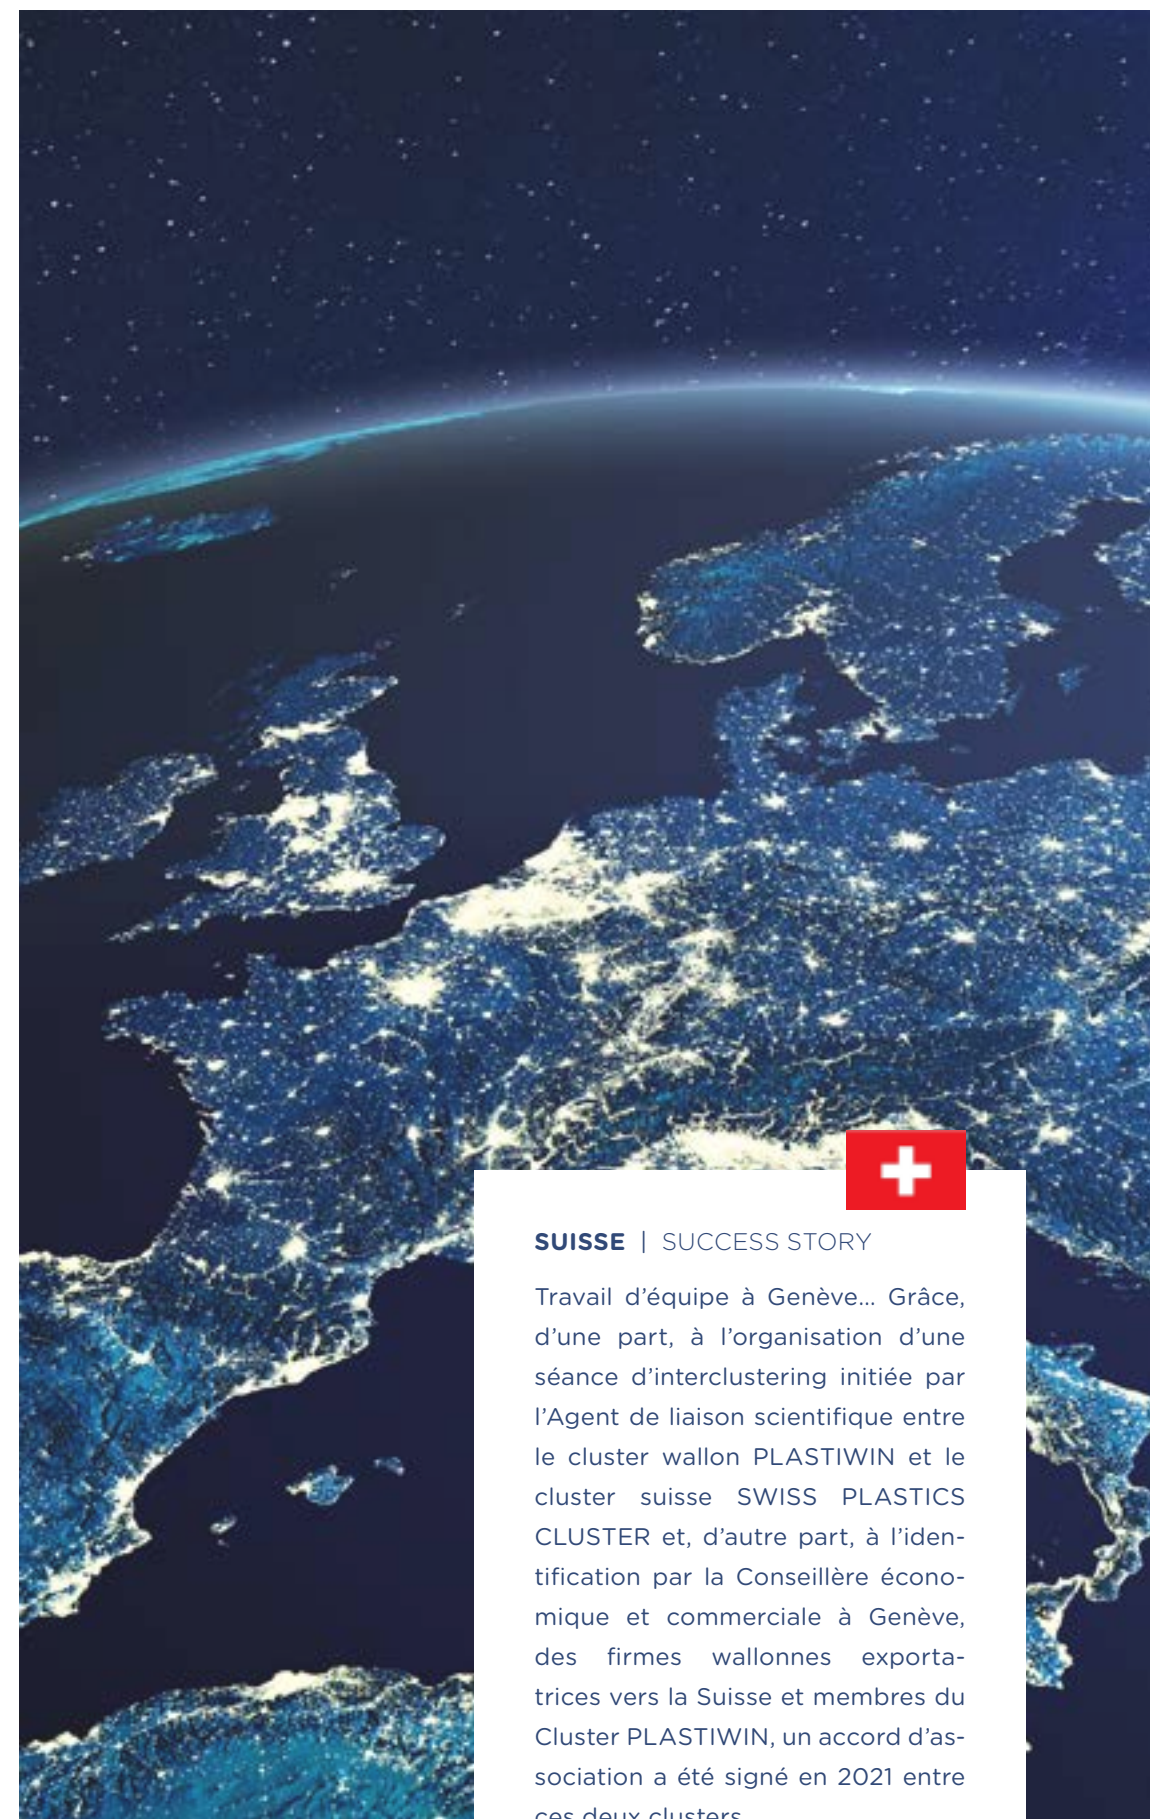 SUISSE | SUCCESS STORY
Travail d'équipe à Genève... Grâce,
d'une part, à l'organisation d'une
séance d'interclustering initiée par
l'Agent de liaison scientifique entre
le cluster wallon PLASTIWIN et le
cluster suisse SWISS PLASTICS
CLUSTER et, d'autre part, à l'iden-
tification par la Conseillère écono-
mique et commerciale à Genève,
des firmes wallonnes exporta-
trices vers la Suisse et membres du
Cluster PLASTIWIN, un accord d'as-
sociation a été signé en 2021 entre
ces deux clusters